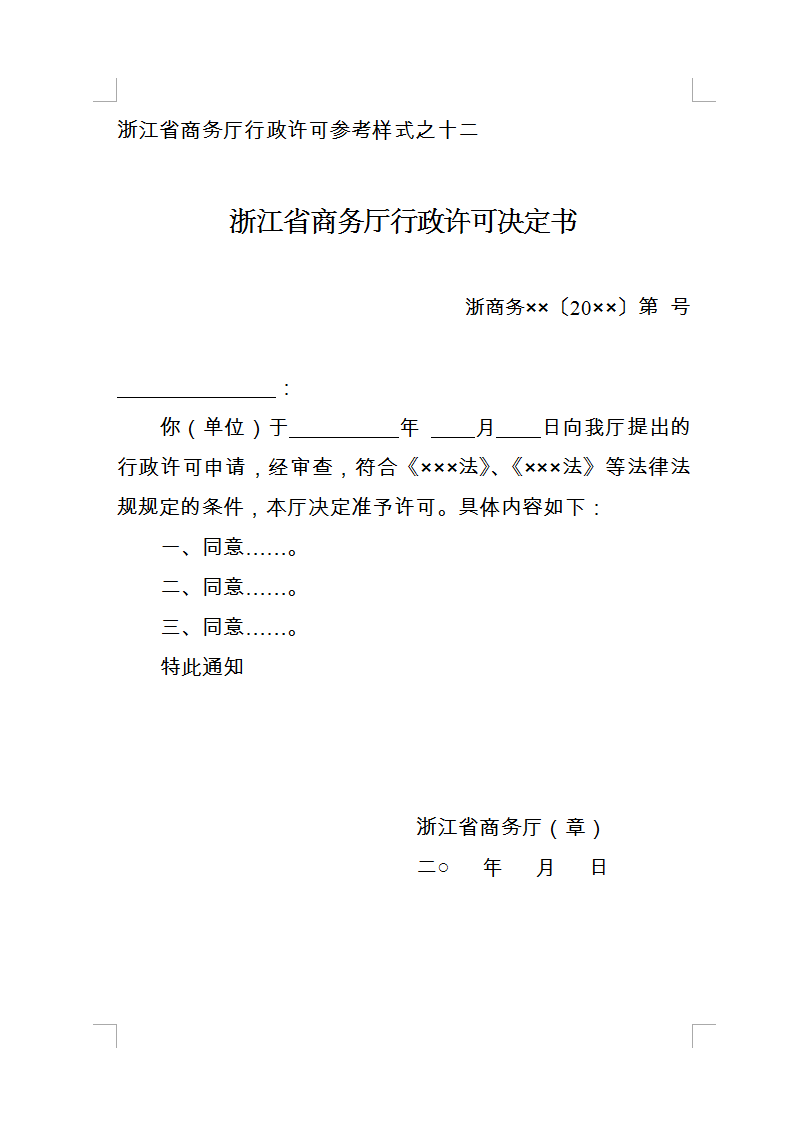 浙江省商务厅行政许可参考样式之十二
浙江省商务厅行政许可决定书
浙商务××〔20××〕第 号
_______________：
你（单位）于__________年 ____月____日向我厅提出的
行政许可申请，经审查，符合《×××法》、《×××法》等法律法
规规定的条件，本厅决定准予许可。具体内容如下：
一、同意……。
二、同意……。
三、同意……。
特此通知
浙江省商务厅（章）
二○ 年 月 日